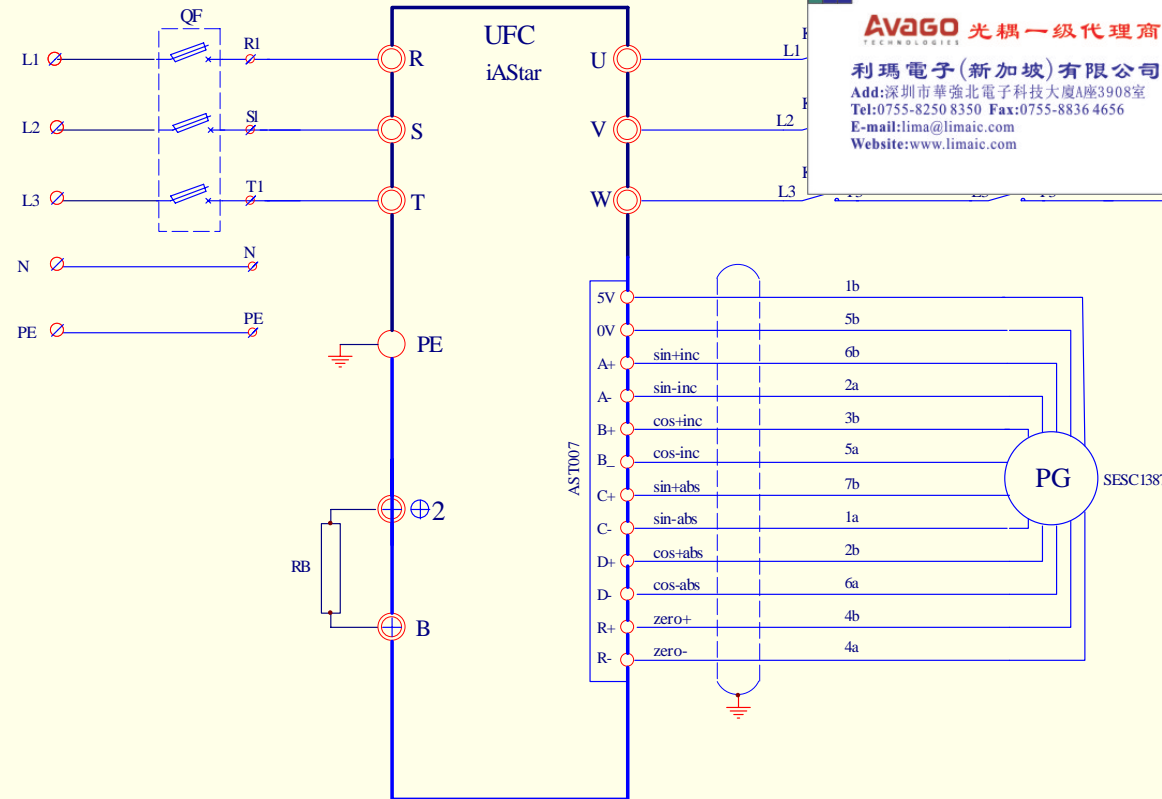 QF
L1
R1
L2
S1
L3
T1
N
N
PE
PE
UFC
iAStar
R
S
T
PE
⊕2
B
RB
U
V
W
L1
L2
L3
AVAGO 光耦一级代理商
TECHNOLOGIES
利瑪電子(新加坡)有限公司
Add:深圳市華強北電子科技大廈A座3908室
Tel:0755-8250 8350 Fax:0755-8836 4656
E-mail:lima@limaic.com
Website:www.limaic.com
AST007
5V 1b
0V 5b
A+ sin+inc 6b
A- sin-inc 2a
B+ cos+inc 3b
B_ cos-inc 5a
C+ sin+abs 7b
C- sin-abs 1a
D+ cos+abs 2b
D- cos-abs 6a
R+ zero+ 4b
R- zero- 4a
PG
SESC1387